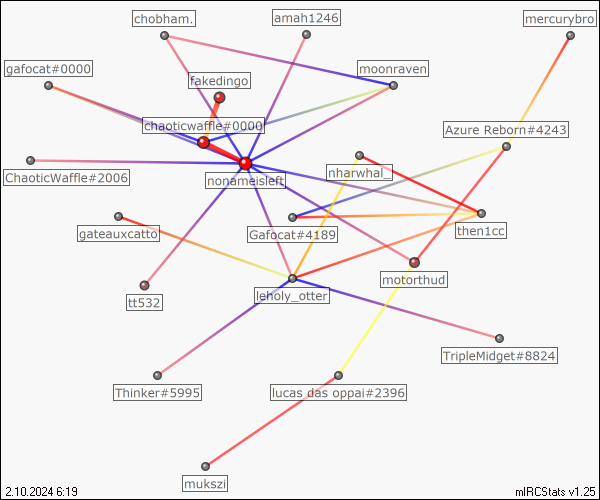 chobham.
amah1246
mercurybro
gafocat#0000
moonraven
fakedingo
chaoticwaffle#0000
Azure Reborn#4243
ChaoticWaffle#2006
nonameisleft
nharwhal_
gateauxcatto
Gafocat#4189
then1cc
tt532
leholy_otter
motorthud
TripleMidget#8824
Thinker#5995
lucas das oppai#2396
mukszi
2.10.2024 6:19
mIRCStats v1.25